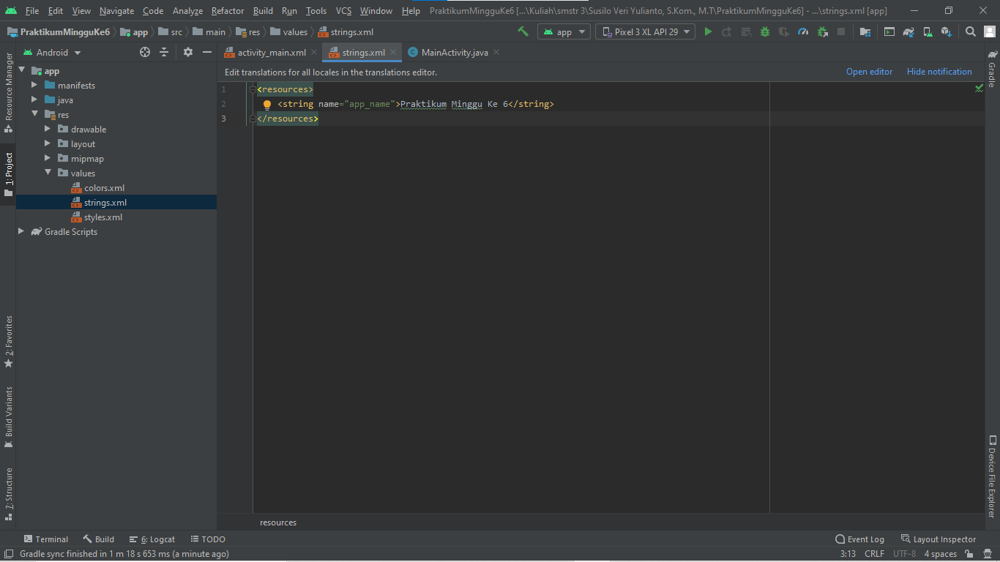 File Edit View Navigate Code Analyze Refactor Build Run Tools VCS Window Help PraktikumMingguKe6 [...\Kuliah\smstr 3\Susilo Veri Yulianto, S.Kom., M.T\PraktikumMingguKe6] - ...\strings.xml [app]
PraktikumMingguKe6 app src main res values strings.xml app Pixel 3 XL API 29
Android
activity_main.xml strings.xml MainActivity.java
Edit translations for all locales in the translations editor. Open editor Hide notification
Resource Manager
1: Project
2: Favorites
Build Variants
7: Structure
app
manifests
java
res
drawable
layout
mipmap
values
colors.xml
strings.xml
styles.xml
Gradle Scripts
1 <resources>
2 <string name="app_name">Praktikum Minggu Ke 6</string>
3 </resources>
Gradle
Device File Explorer
resources
Terminal Build 6: Logcat TODO Event Log Layout Inspector
Gradle sync finished in 1 m 18 s 653 ms (a minute ago) 3:13 CRLF UTF-8 4 spaces